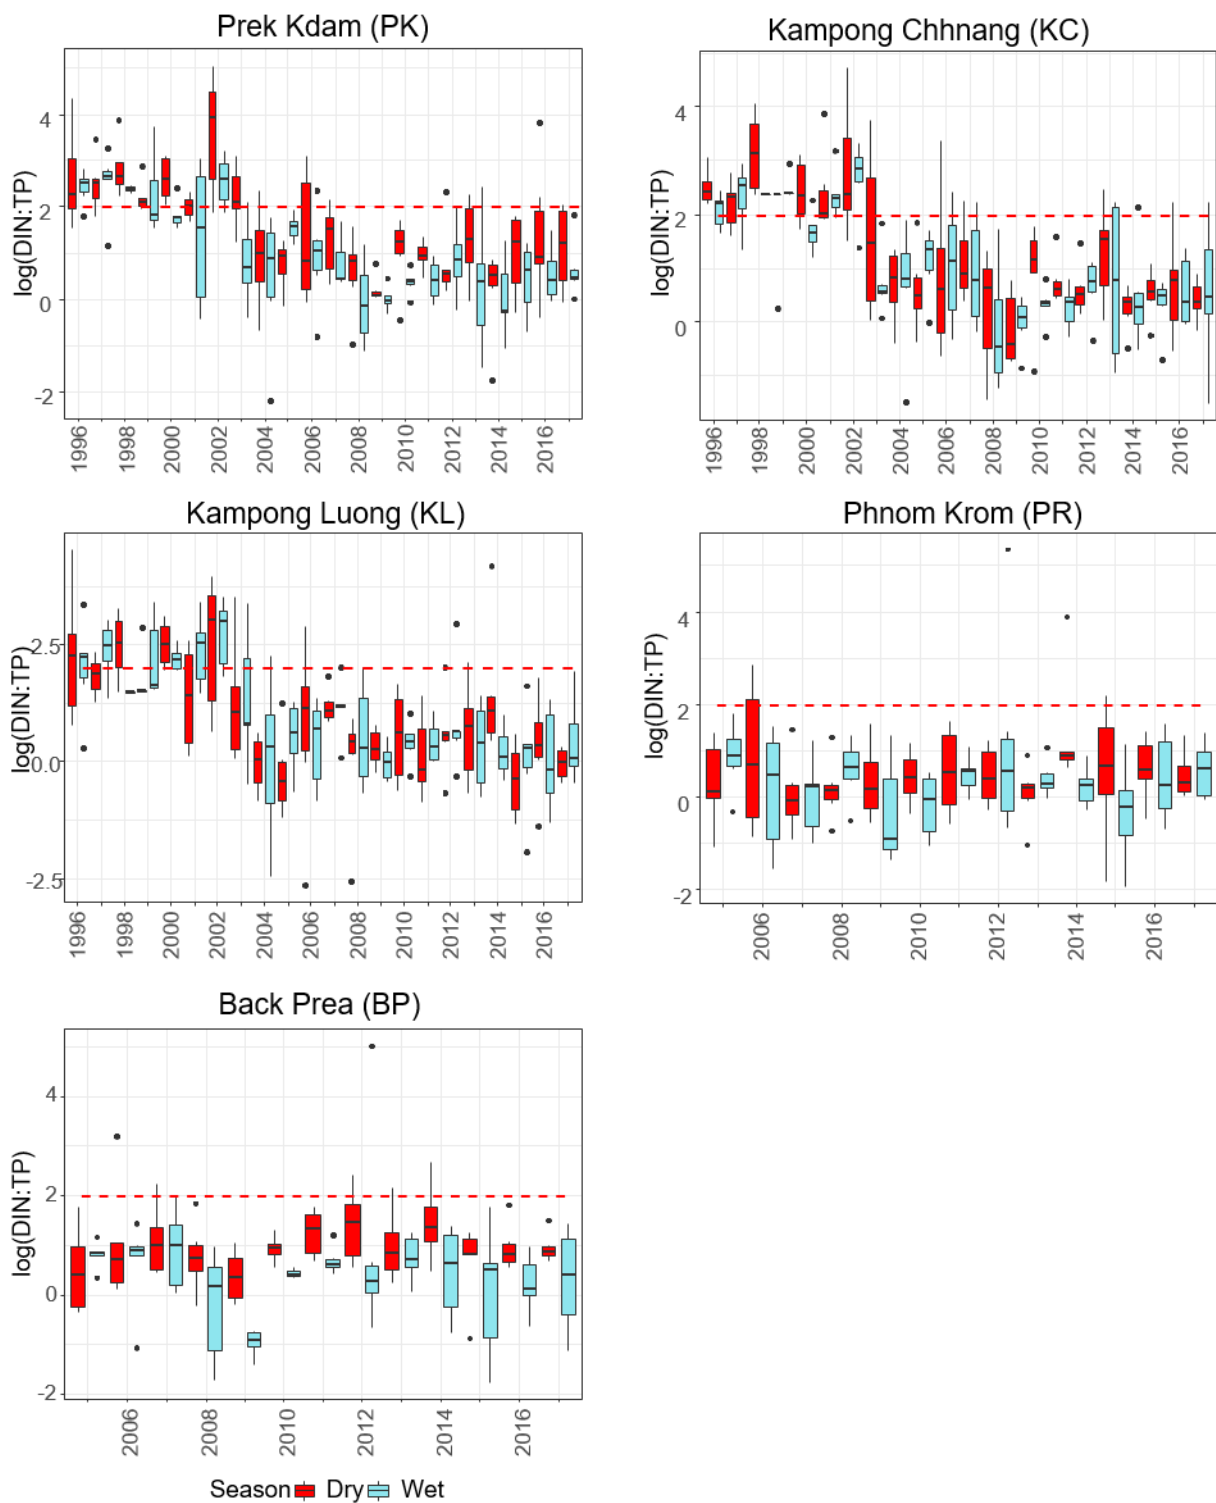 Prek Kdam (PK)
log(DIN:TP)
4
2
0
-2
1996 1998 2000 2002 2004 2006 2008 2010 2012 2014 2016
Kampong Chhnang (KC)
log(DIN:TP)
4
2
0
1996 1998 2000 2002 2004 2006 2008 2010 2012 2014 2016
Kampong Luong (KL)
log(DIN:TP)
2.5
0.0
-2.5
1996 1998 2000 2002 2004 2006 2008 2010 2012 2014 2016
Phnom Krom (PR)
log(DIN:TP)
4
2
0
-2
2006 2008 2010 2012 2014 2016
Back Prea (BP)
log(DIN:TP)
4
2
0
-2
2006 2008 2010 2012 2014 2016
Season Dry Wet